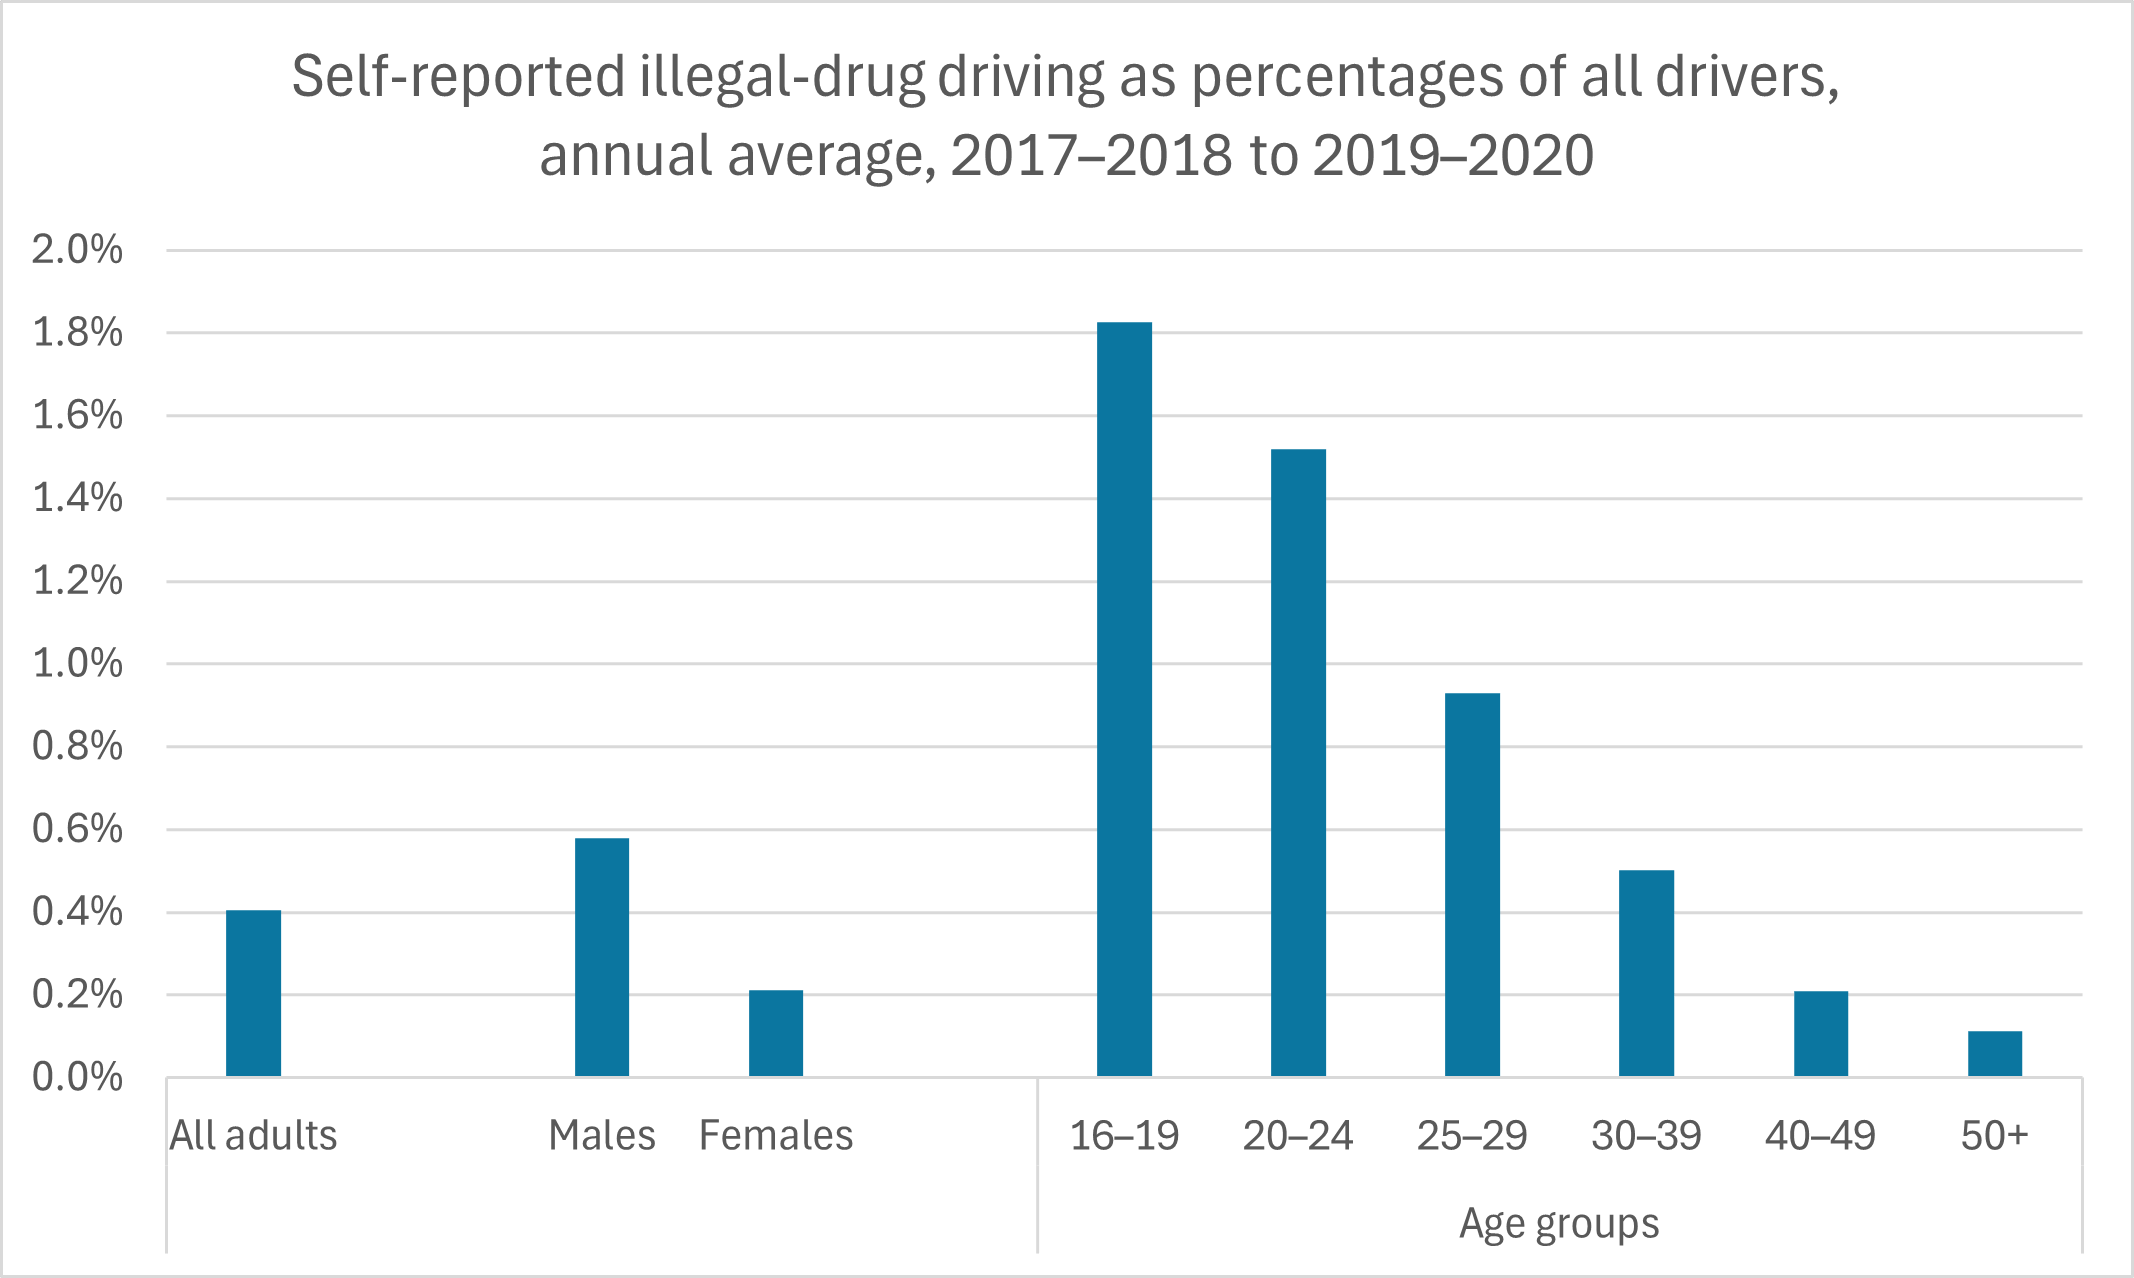 Self-reported illegal-drug driving as percentages of all drivers,
annual average, 2017–2018 to 2019–2020
2.0%
1.8%
1.6%
1.4%
1.2%
1.0%
0.8%
0.6%
0.4%
0.2%
0.0%
All adults Males Females 16–19 20–24 25–29 30–39 40–49 50+
Age groups